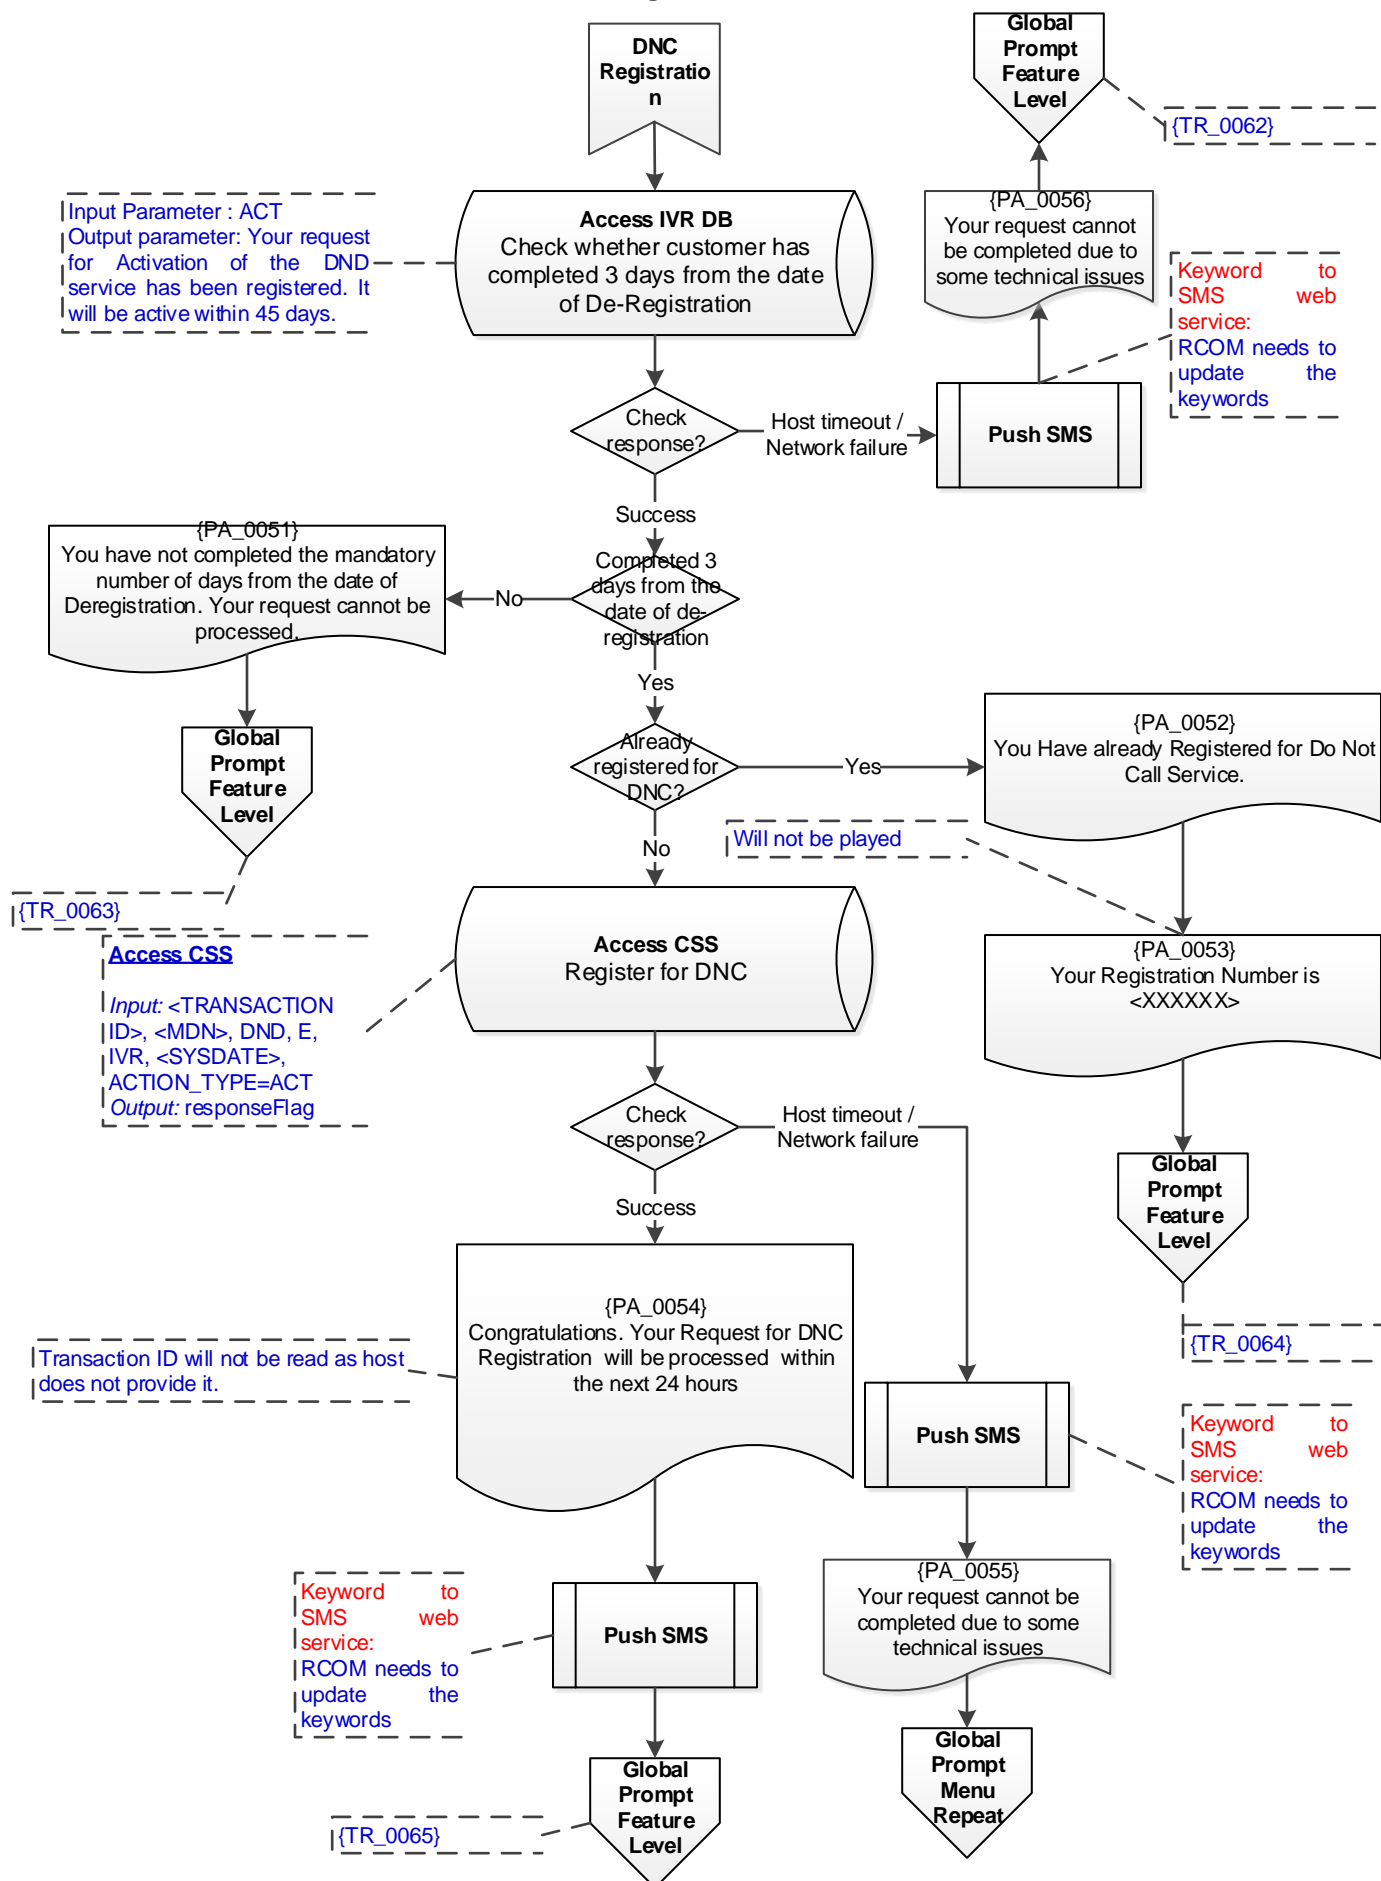 DNC
Registratio
n
Global
Prompt
Feature
Level
{TR_0062}
Input Parameter : ACT
Output parameter: Your request
for Activation of the DND
service has been registered. It
will be active within 45 days.
Access IVR DB
Check whether customer has
completed 3 days from the date
of De-Registration
{PA_0056}
Your request cannot
be completed due to
some technical issues
Keyword to
SMS web
service:
RCOM needs to
update the
keywords
Check
response?
Host timeout /
Network failure
Push SMS
Success
{PA_0051}
You have not completed the mandatory
number of days from the date of
Deregistration. Your request cannot be
processed.
No
Completed 3
days from the
date of de-
registration
Yes
Global
Prompt
Feature
Level
Already
registered for
DNC?
Yes
{PA_0052}
You Have already Registered for Do Not
Call Service.
No
Will not be played
{TR_0063}
Access CSS
Input: <TRANSACTION
ID>, <MDN>, DND, E,
IVR, <SYSDATE>,
ACTION_TYPE=ACT
Output: responseFlag
Access CSS
Register for DNC
{PA_0053}
Your Registration Number is
<XXXXXX>
Check
response?
Host timeout /
Network failure
Global
Prompt
Feature
Level
Success
{TR_0064}
{PA_0054}
Congratulations. Your Request for DNC
Registration will be processed within
the next 24 hours
Transaction ID will not be read as host
does not provide it.
Push SMS
Keyword to
SMS web
service:
RCOM needs to
update the
keywords
{PA_0055}
Your request cannot be
completed due to some
technical issues
Keyword to
SMS web
service:
RCOM needs to
update the
keywords
Push SMS
Global
Prompt
Menu
Repeat
Global
Prompt
Feature
Level
{TR_0065}